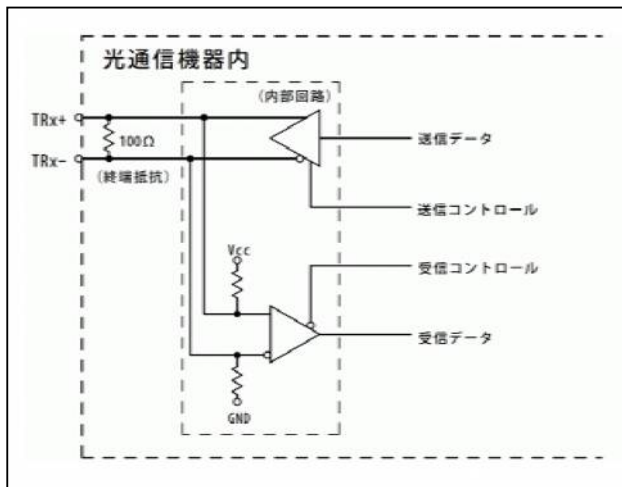 光通信機器内
(内部回路)
TRx+
100Ω
送信データ
TRx−
(終端抵抗)
送信コントロール
Vcc
受信コントロール
受信データ
GND